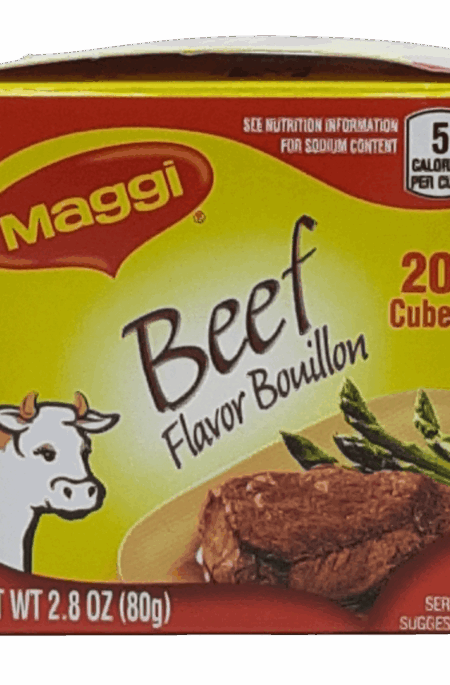 SEE NUTRITION INFORMATION
FOR SODIUM CONTENT
5
CALOR
PER CU
Maggi
®
Beef
Flavor Bouillon
20
Cube
T WT 2.8 OZ (80g)
SER
SUGGES